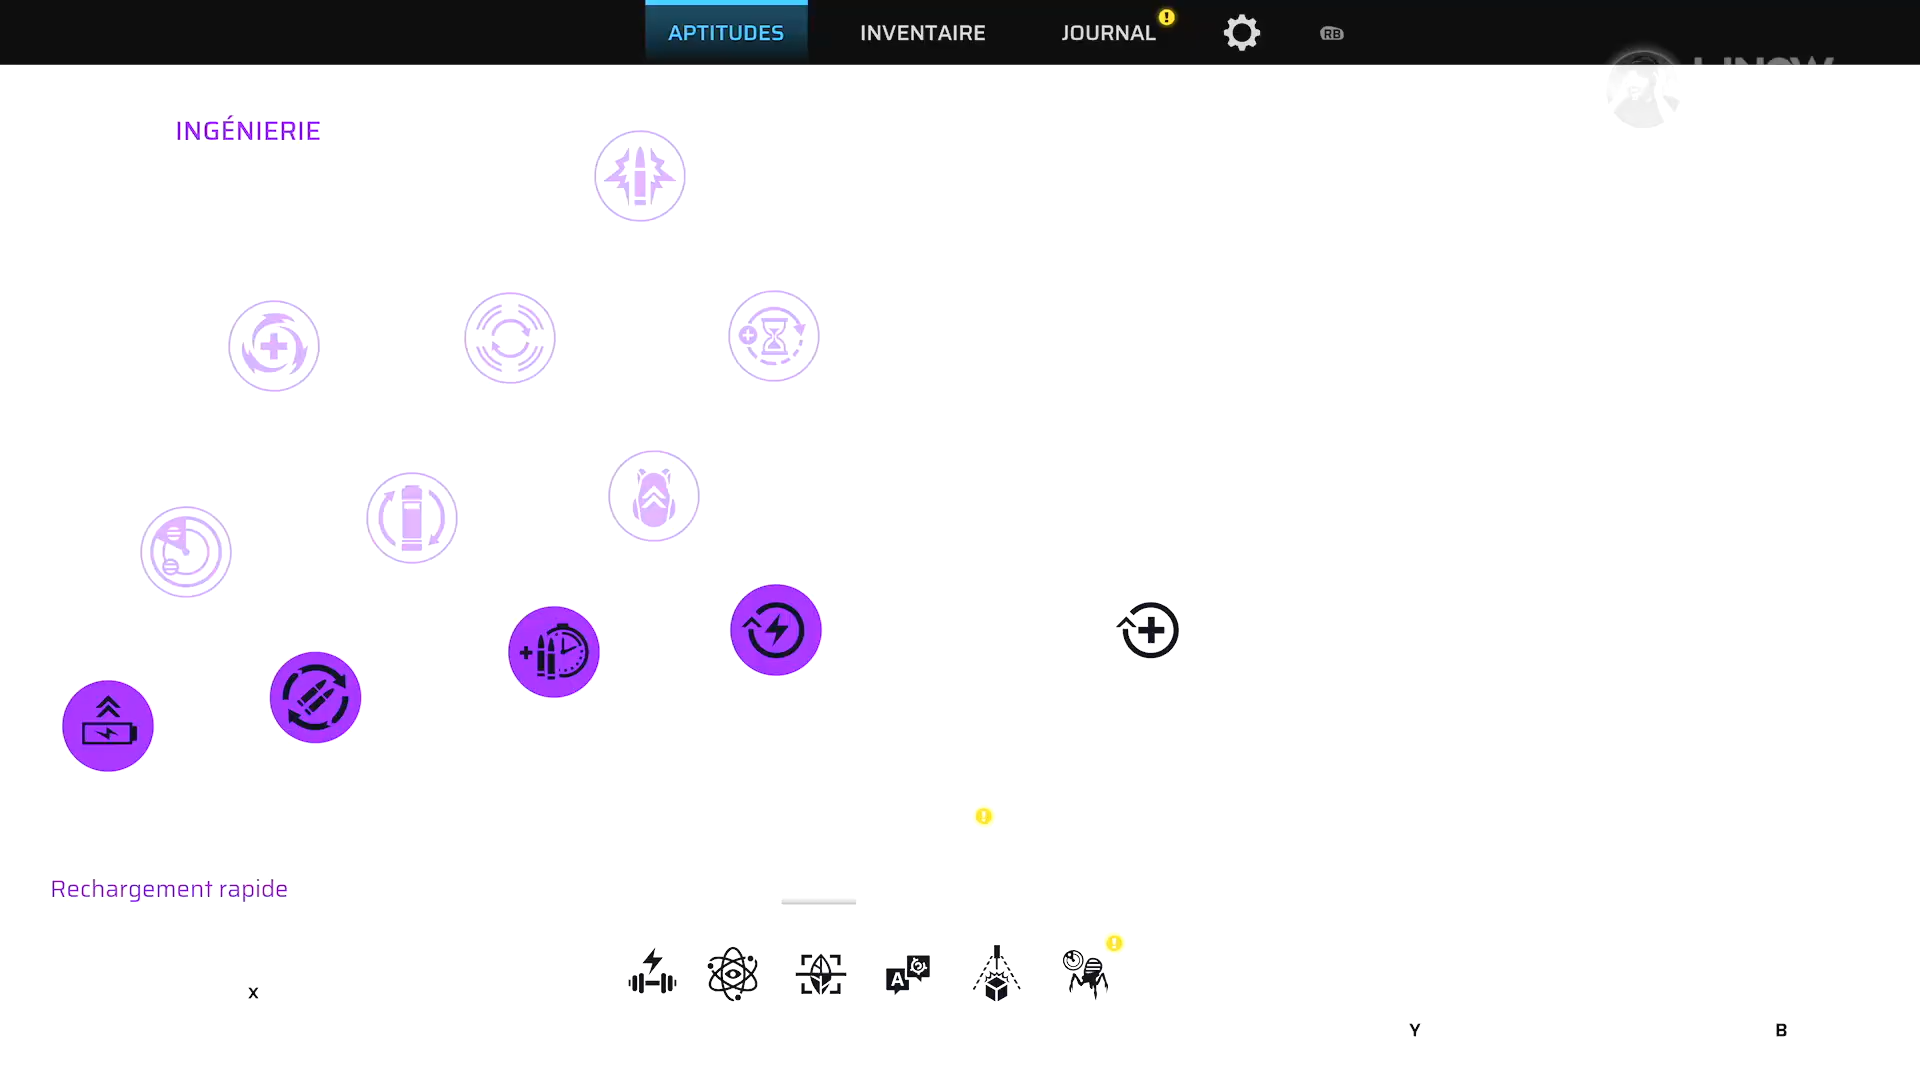 APTITUDES
INVENTAIRE
JOURNAL
RB
INGÉNIERIE
Rechargement rapide
X
Y
B